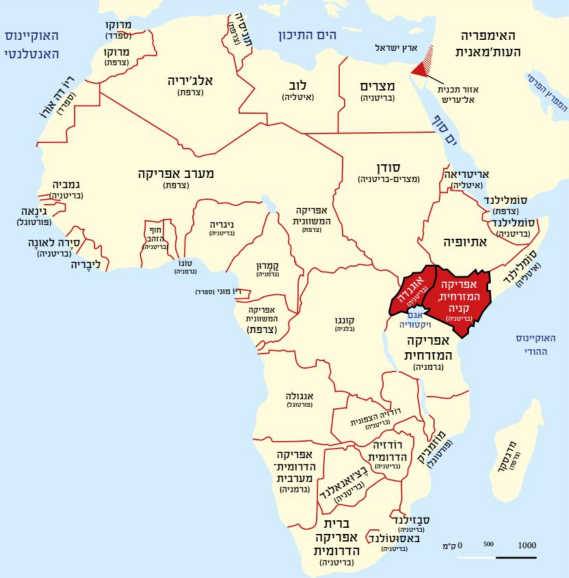 האוקיינוס
האטלנטי
מרוקו
(ספרד)
מרוקו
(צרפת)
תוניסיה
(צרפת)
הים התיכון
האימפריה
העות'מאנית
ארץ ישראל
אזור תכנית
אל־עריש
המפרץ הפרסי
ים סוף
ריו דה אורו
(ספרד)
אלג'יריה
(צרפת)
לוב
(איטליה)
מצרים
(בריטניה)
גמביה
(בריטניה)
גינאה
(פורטוגל)
סיירה לאונה
(בריטניה)
ליבריה
מערב אפריקה
(צרפת)
חוף
הזהב
(בריטניה)
טוגו
(גרמניה)
ניגריה
(בריטניה)
אפריקה
המשוונית
(צרפת)
סודן
(מצרים-בריטניה)
אריטריאה
(איטליה)
סומלילנד
(צרפת)
סומלילנד
(בריטניה)
סומלילנד
(איטליה)
אתיופיה
קמרון
(גרמניה)
ריו מוני (ספרד)
אפריקה
המשוונית
(צרפת)
קונגו
(בלגיה)
אוגנדה
(בריטניה)
אפריקה
המזרחית,
קניה
(בריטניה)
אגם
ויקטוריה
אפריקה
המזרחית
(גרמניה)
האוקיינוס
ההודי
אנגולה
(פורטוגל)
רודזיה הצפונית
(בריטניה)
רודזיה
הדרומית
(בריטניה)
מוזמביק
(פורטוגל)
מדגסקר
(צרפת)
אפריקה
הדרומית־
מערבית
(גרמניה)
בצ'ואנאלנד
(בריטניה)
סבזילנד
(בריטניה)
באסוטולנד
(בריטניה)
ברית
אפריקה
הדרומית
(בריטניה)
ק"מ 0 500 1000